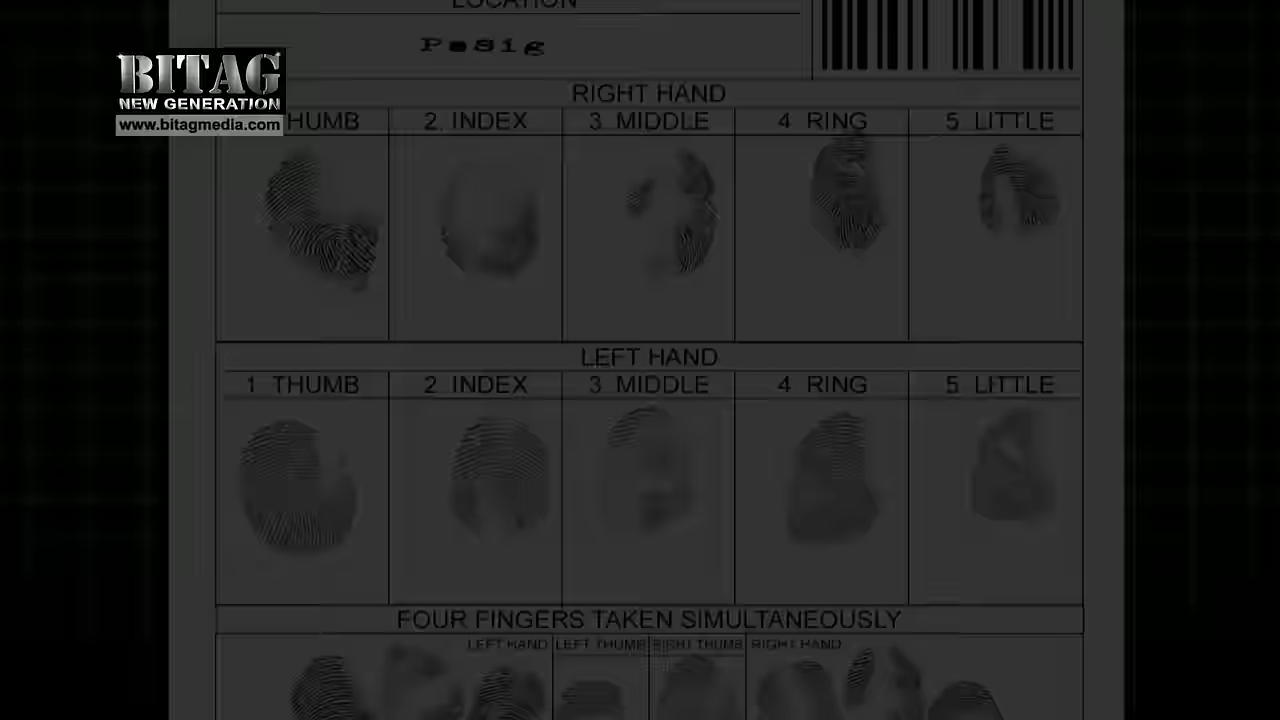 LOCATION
PaSig
BITAG
NEW GENERATION
www.bitagmedia.com
RIGHT HAND
HUMB 2. INDEX 3 MIDDLE 4 RING 5 LITTLE
LEFT HAND
1 THUMB 2 INDEX 3 MIDDLE 4 RING 5 LITTLE
FOUR FINGERS TAKEN SIMULTANEOUSLY
LEFT HAND LEFT THUMB RIGHT THUMB RIGHT HAND